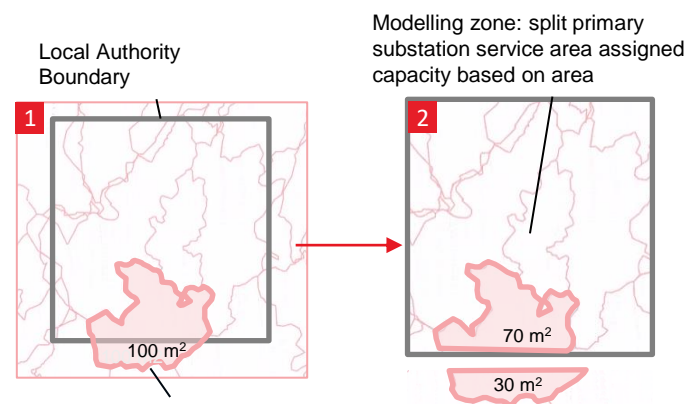 Local Authority
Boundary
Modelling zone: split primary
substation service area assigned
capacity based on area
1
2
100 m²
70 m²
30 m²